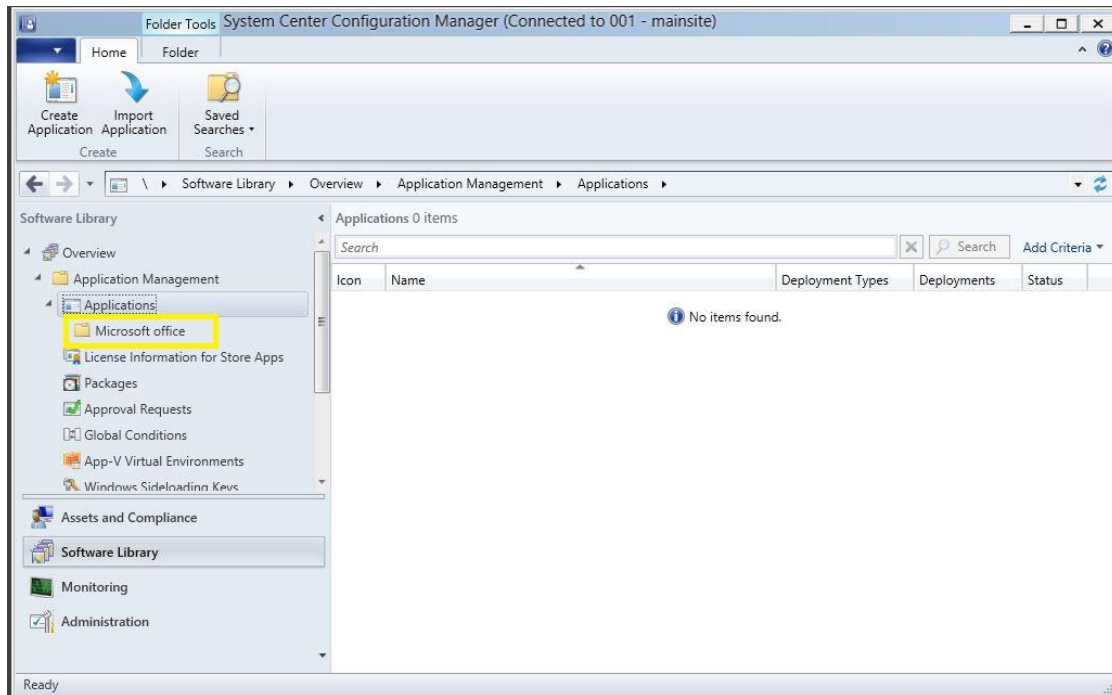 Folder Tools System Center Configuration Manager (Connected to 001 - mainsite)
Home Folder
Create Application
Import Application
Saved Searches
Create
Search
\ Software Library Overview Application Management Applications
Software Library
Applications 0 items
Search
Search
Add Criteria
Overview
Application Management
Applications
Microsoft office
License Information for Store Apps
Packages
Approval Requests
Global Conditions
App-V Virtual Environments
Windows Sideloading Keys
Icon Name Deployment Types Deployments Status
No items found.
Assets and Compliance
Software Library
Monitoring
Administration
Ready